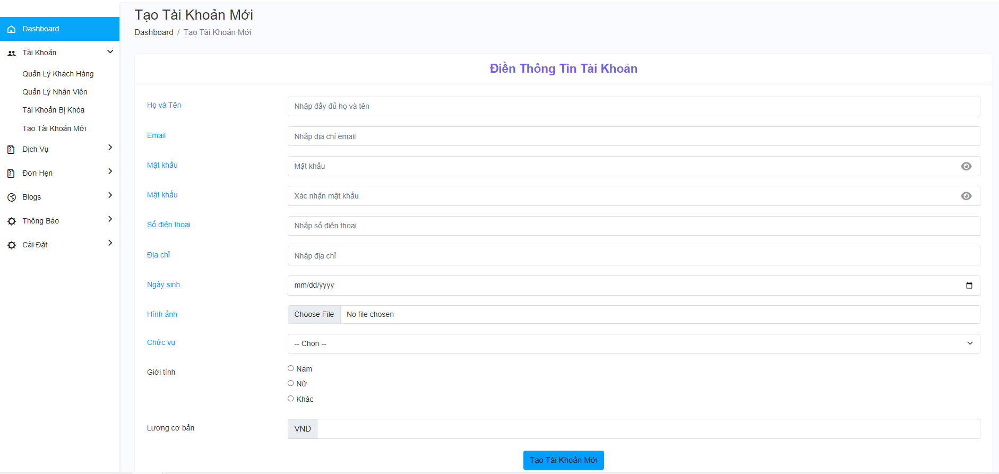 Dashboard
Tài Khoản
Quản Lý Khách Hàng
Quản Lý Nhân Viên
Tài Khoản Bị Khóa
Tạo Tài Khoản Mới
Dịch Vụ
Đơn Hẹn
Blogs
Thông Báo
Cài Đặt
Tạo Tài Khoản Mới
Dashboard / Tạo Tài Khoản Mới
Điền Thông Tin Tài Khoản
Họ và Tên Nhập đầy đủ họ và tên
Email Nhập địa chỉ email
Mật khẩu Mật khẩu
Mật khẩu Xác nhận mật khẩu
Số điện thoại Nhập số điện thoại
Địa chỉ Nhập địa chỉ
Ngày sinh mm/dd/yyyy
Hình ảnh Choose File No file chosen
Chức vụ -- Chọn --
Giới tính Nam
Nữ
Khác
Lương cơ bản VND
Tạo Tài Khoản Mới